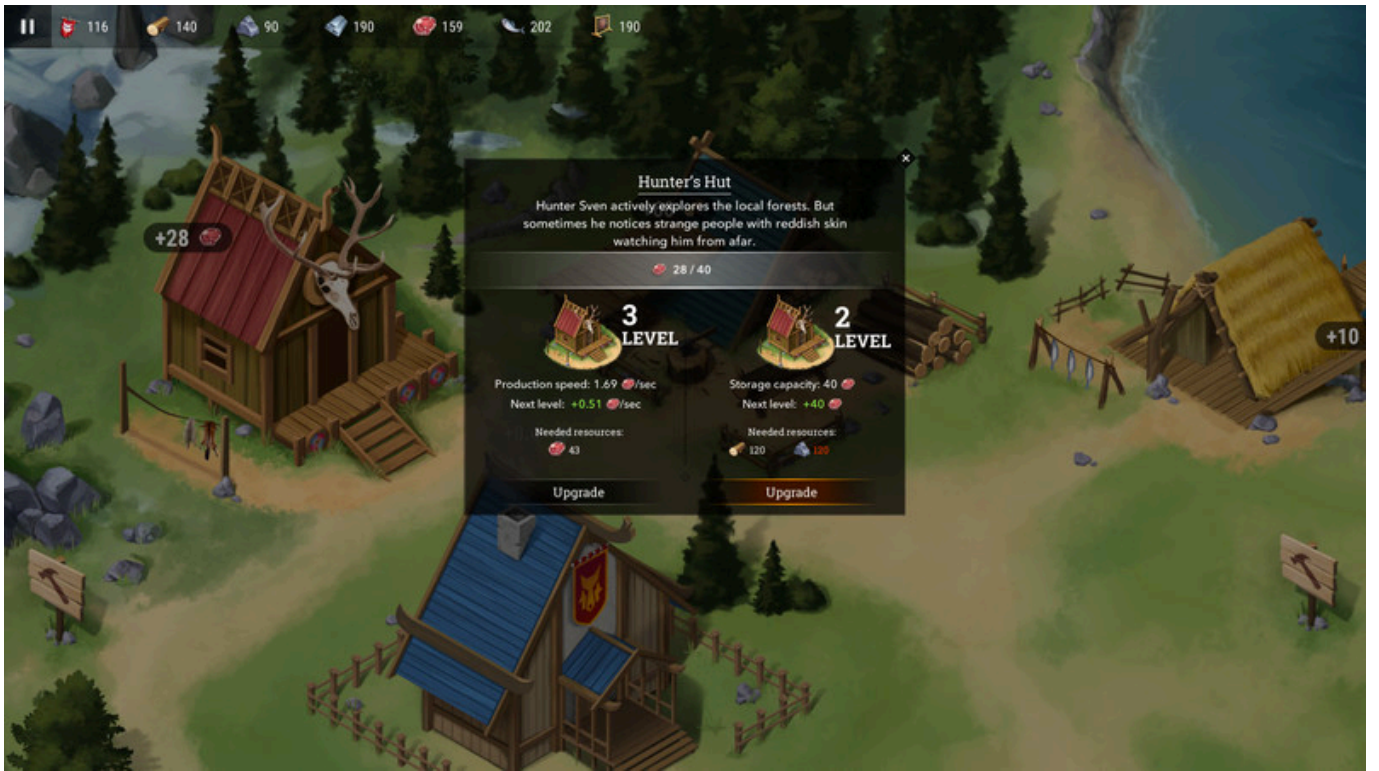 116 140 90 190 159 202 190
Hunter's Hut
Hunter Sven actively explores the local forests. But
sometimes he notices strange people with reddish skin
watching him from afar.
+28
28 / 40
3
LEVEL
2
LEVEL
+10
Production speed: 1.69 /sec
Next level: +0.51 /sec
Needed resources:
43
Upgrade
Storage capacity: 40
Next level: +40
Needed resources:
120 120
Upgrade